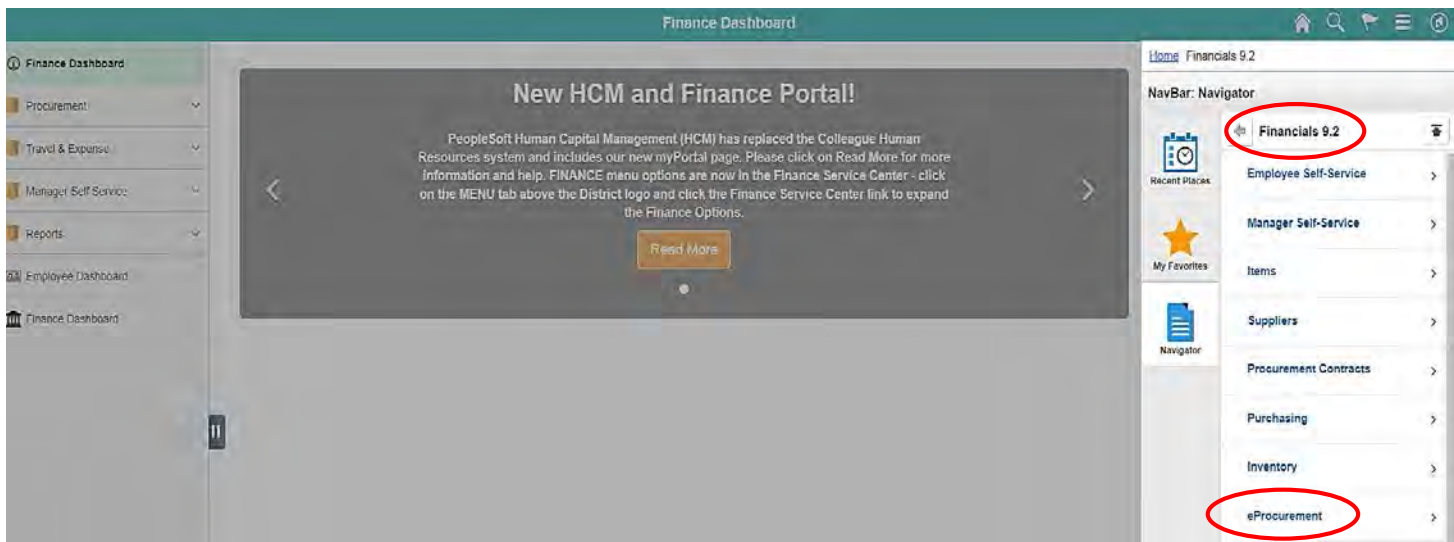 Finance Dashboard
Finance Dashboard
Procurement
Travel & Expense
Manager Self Service
Reports
Employee Dashboard
Finance Dashboard
New HCM and Finance Portal!
PeopleSoft Human Capital Management (HCM) has replaced the Colleague Human
Resources system and includes our new myPortal page. Please click on Read More for more
information and help. FINANCE menu options are now in the Finance Service Center - click
on the MENU tab above the District logo and click the Finance Service Center link to expand
the Finance Options.
Read More
Home Financials 9.2
NavBar: Navigator
Recent Places
My Favorites
Navigator
Financials 9.2
Employee Self-Service
Manager Self-Service
Items
Suppliers
Procurement Contracts
Purchasing
Inventory
eProcurement